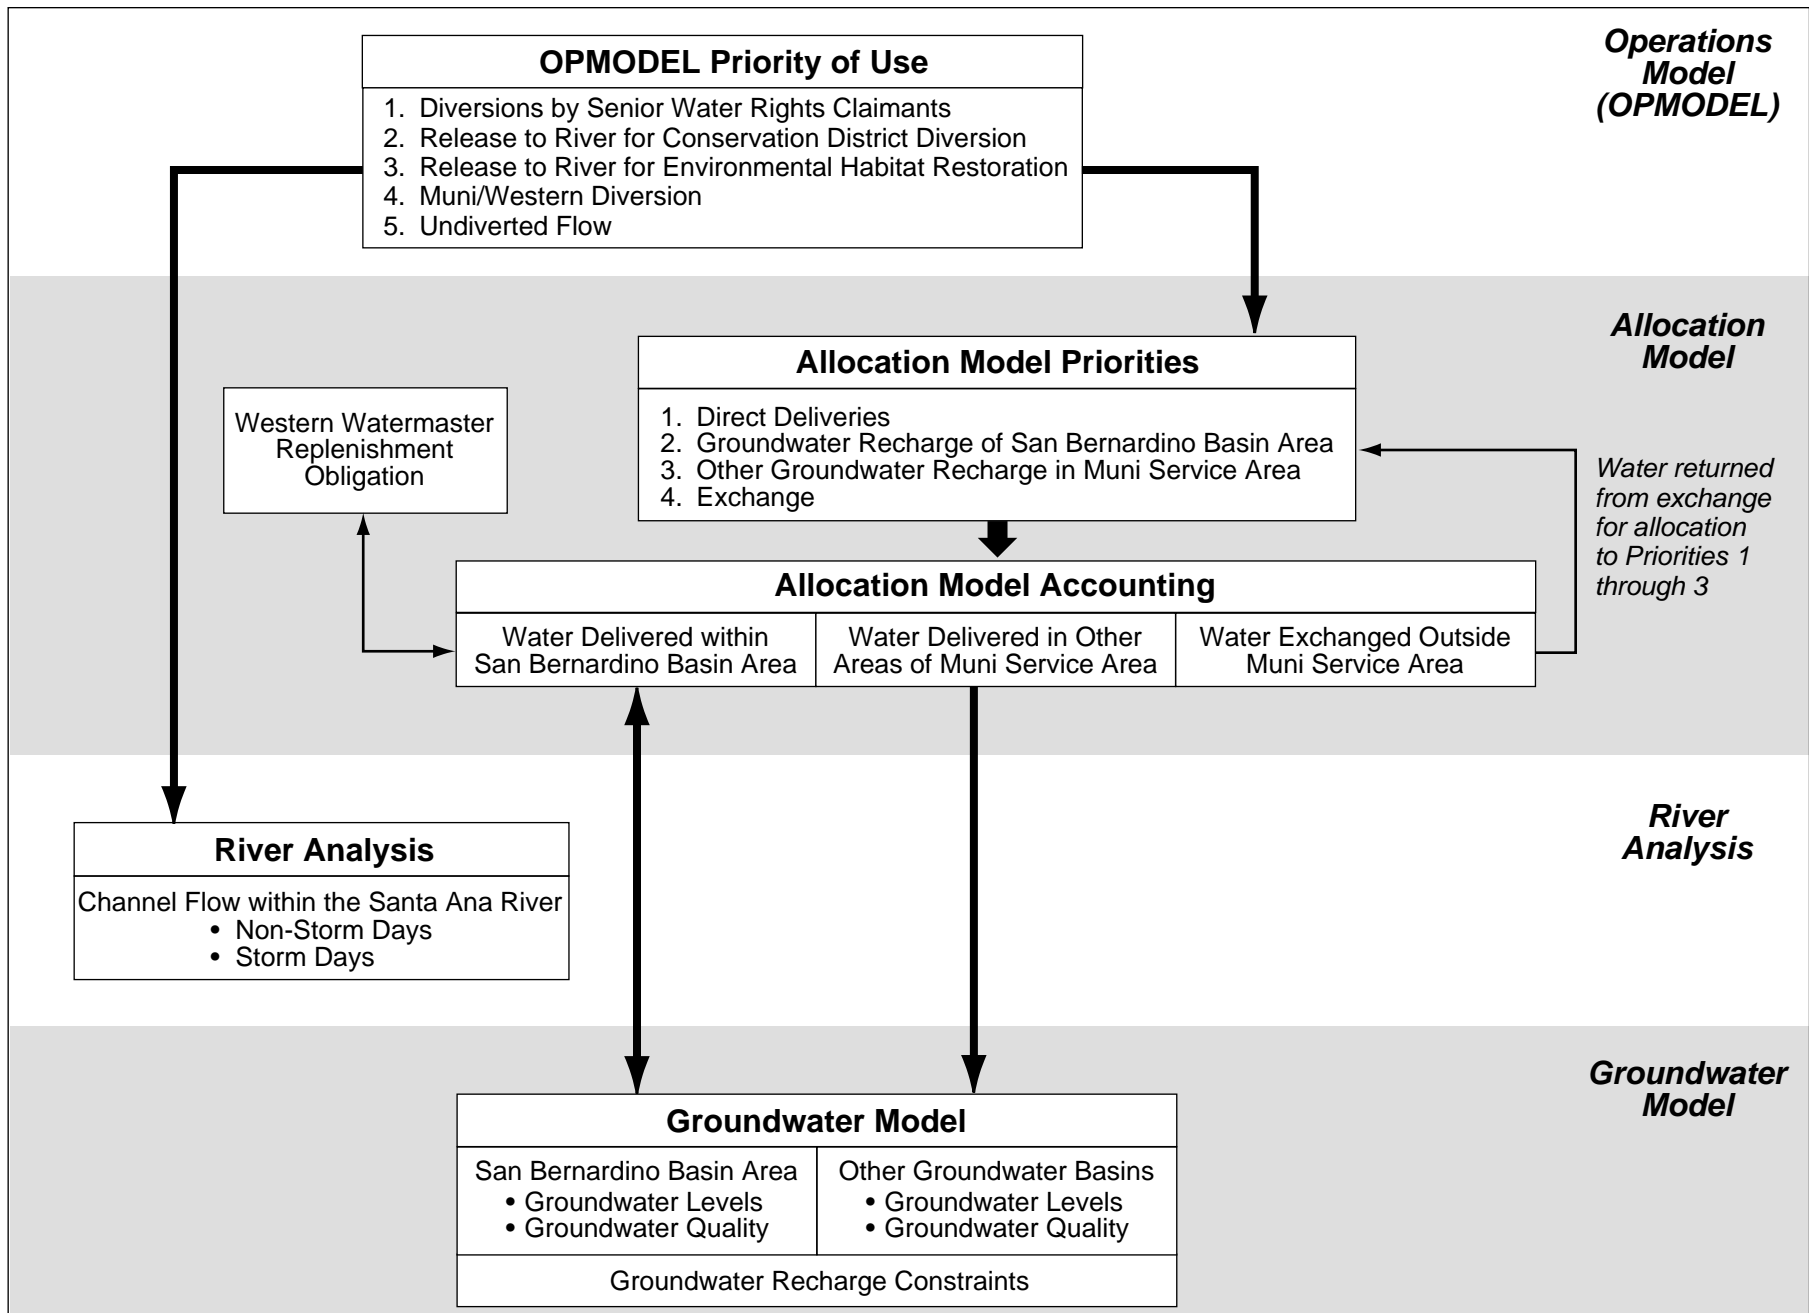 OPMODEL Priority of Use
1. Diversions by Senior Water Rights Claimants
2. Release to River for Conservation District Diversion
3. Release to River for Environmental Habitat Restoration
4. Muni/Western Diversion
5. Undiverted Flow
Operations
Model
(OPMODEL)
Allocation
Model
Allocation Model Priorities
1. Direct Deliveries
2. Groundwater Recharge of San Bernardino Basin Area
3. Other Groundwater Recharge in Muni Service Area
4. Exchange
Western Watermaster
Replenishment
Obligation
Water returned
from exchange
for allocation
to Priorities 1
through 3
Allocation Model Accounting
Water Delivered within
San Bernardino Basin Area
Water Delivered in Other
Areas of Muni Service Area
Water Exchanged Outside
Muni Service Area
River
Analysis
River Analysis
Channel Flow within the Santa Ana River
• Non-Storm Days
• Storm Days
Groundwater
Model
Groundwater Model
San Bernardino Basin Area
• Groundwater Levels
• Groundwater Quality
Other Groundwater Basins
• Groundwater Levels
• Groundwater Quality
Groundwater Recharge Constraints